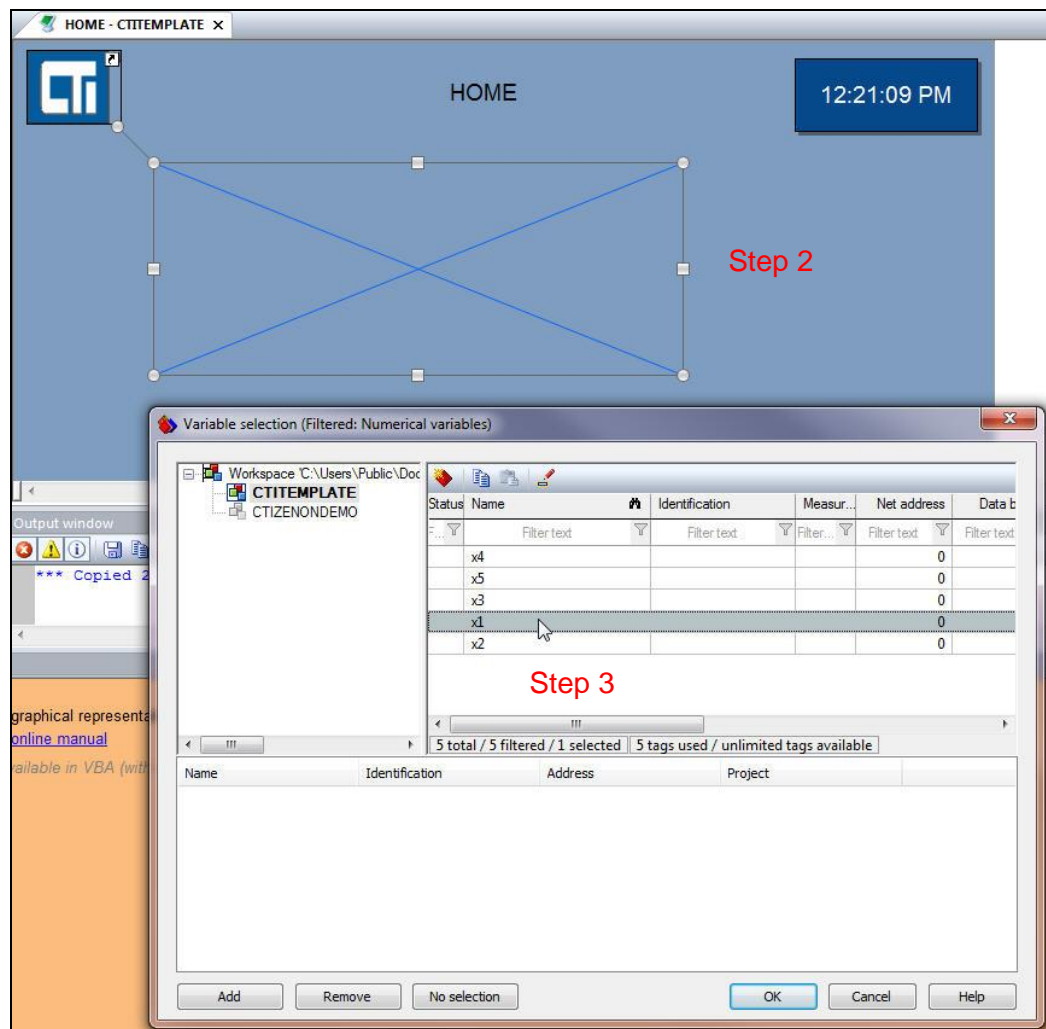 HOME - CTITEMPLATE X
CTi
HOME
12:21:09 PM
Step 2
Variable selection (Filtered: Numerical variables)
Workspace 'C:\Users\Public\Doc
CTITEMPLATE
CTIZENONDEMO
Status Name Identification Measur... Net address Data b
F... Filter text Filter text Filter... Filter text Filter text
x4 0
x5 0
x3 0
x1 0
x2 0
Step 3
5 total / 5 filtered / 1 selected 5 tags used / unlimited tags available
Output window
*** Copied 2
graphical representa
online manual
vailable in VBA (with
Name Identification Address Project
Add Remove No selection OK Cancel Help